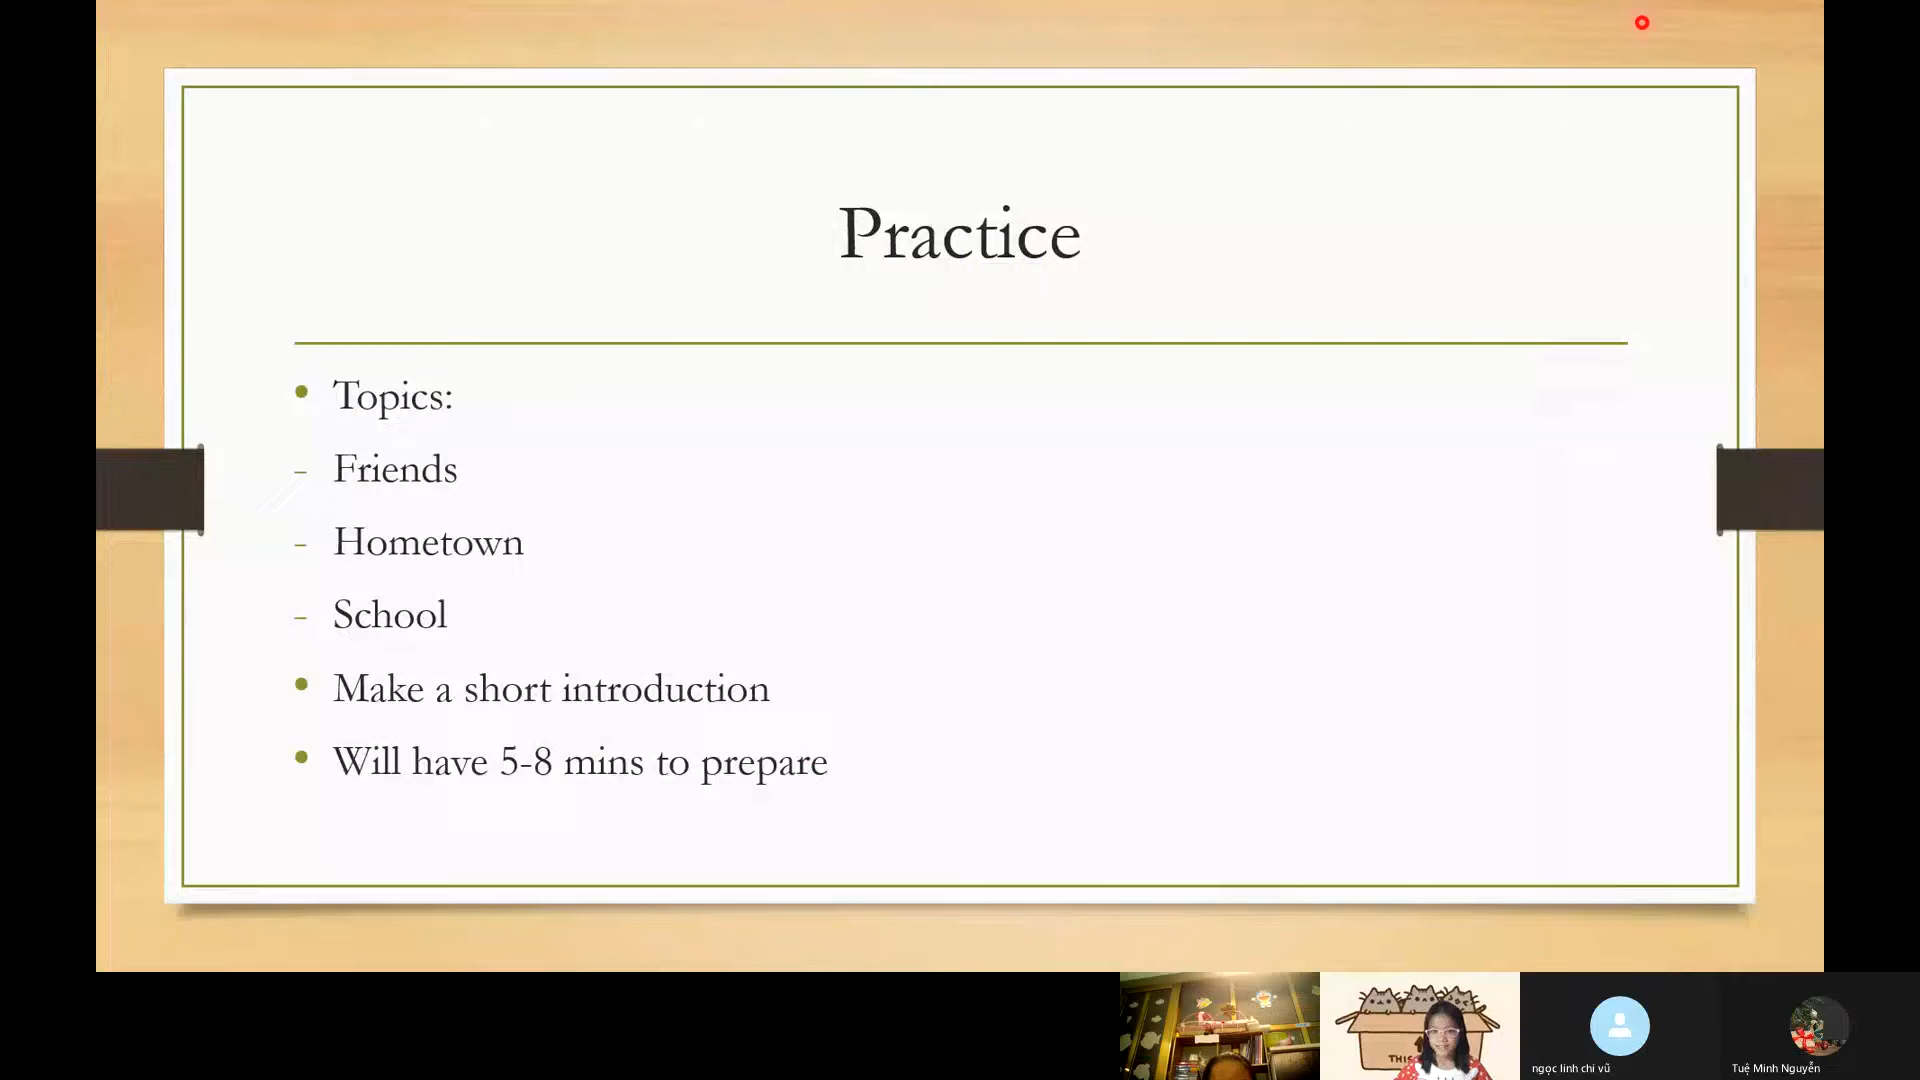 Practice
• Topics:
- Friends
- Hometown
- School
• Make a short introduction
• Will have 5-8 mins to prepare
THIS
ngọc linh chi vũ
Tuệ Minh Nguyễn